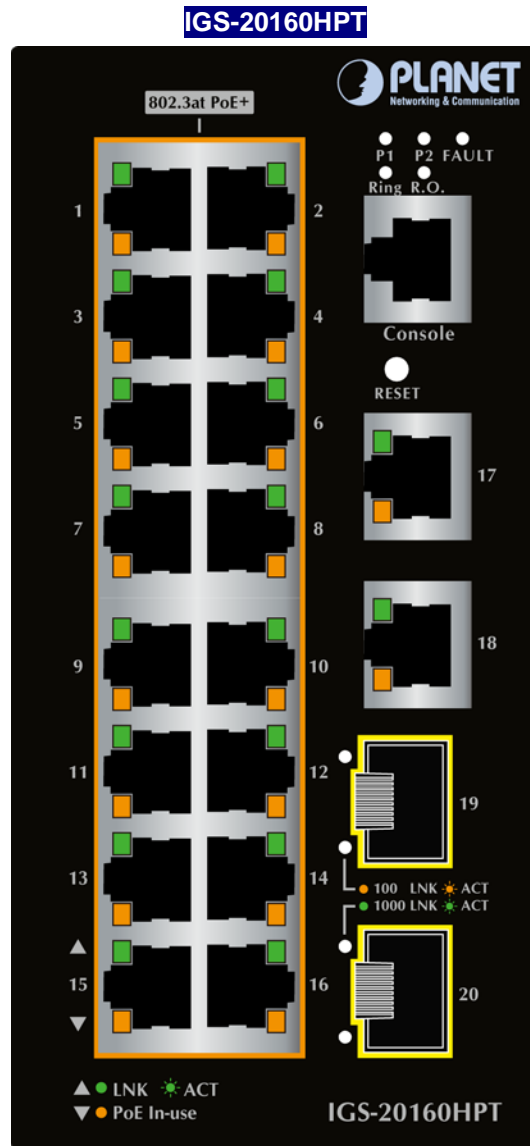 IGS-20160HPT
PLANET
Networking & Communication
802.3at PoE+
P1 P2 FAULT
Ring R.O.
Console
RESET
1 2
3 4
5 6
7 8
9 10
11 12
13 14
15 16
17
18
19
100 LNK ACT
1000 LNK ACT
20
LNK ACT
PoE In-use
IGS-20160HPT